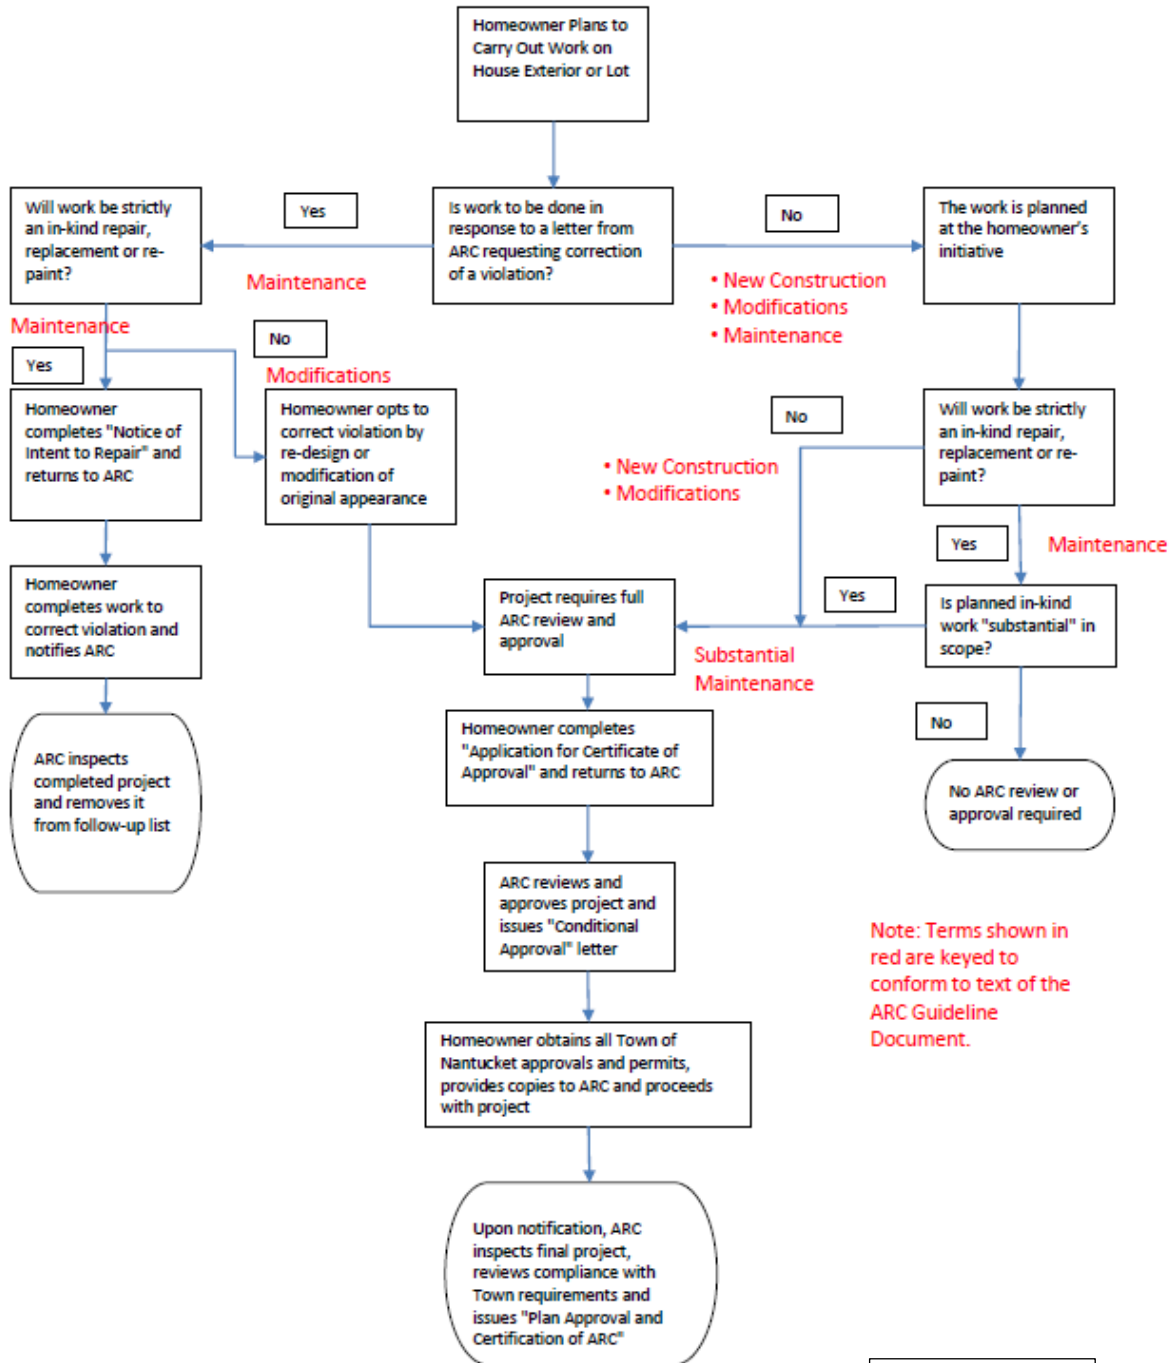 Homeowner Plans to
Carry Out Work on
House Exterior or Lot
Will work be strictly
an in-kind repair,
replacement or re-
paint?
Yes
Is work to be done in
response to a letter from
ARC requesting correction
of a violation?
No
The work is planned
at the homeowner's
initiative
Maintenance
• New Construction
• Modifications
• Maintenance
Maintenance
Yes
No
Modifications
Homeowner
completes "Notice of
Intent to Repair" and
returns to ARC
Homeowner opts to
correct violation by
re-design or
modification of
original appearance
No
• New Construction
• Modifications
Will work be strictly
an in-kind repair,
replacement or re-
paint?
Yes
Maintenance
Homeowner
completes work to
correct violation and
notifies ARC
Project requires full
ARC review and
approval
Yes
Is planned in-kind
work "substantial" in
scope?
Substantial
Maintenance
No
ARC inspects
completed project
and removes it
from follow-up list
Homeowner completes
"Application for Certificate of
Approval" and returns to ARC
No ARC review or
approval required
ARC reviews and
approves project and
issues "Conditional
Approval" letter
Note: Terms shown in
red are keyed to
conform to text of the
ARC Guideline
Document.
Homeowner obtains all Town of
Nantucket approvals and permits,
provides copies to ARC and proceeds
with project
Upon notification, ARC
inspects final project,
reviews compliance with
Town requirements and
issues "Plan Approval and
Certification of ARC"